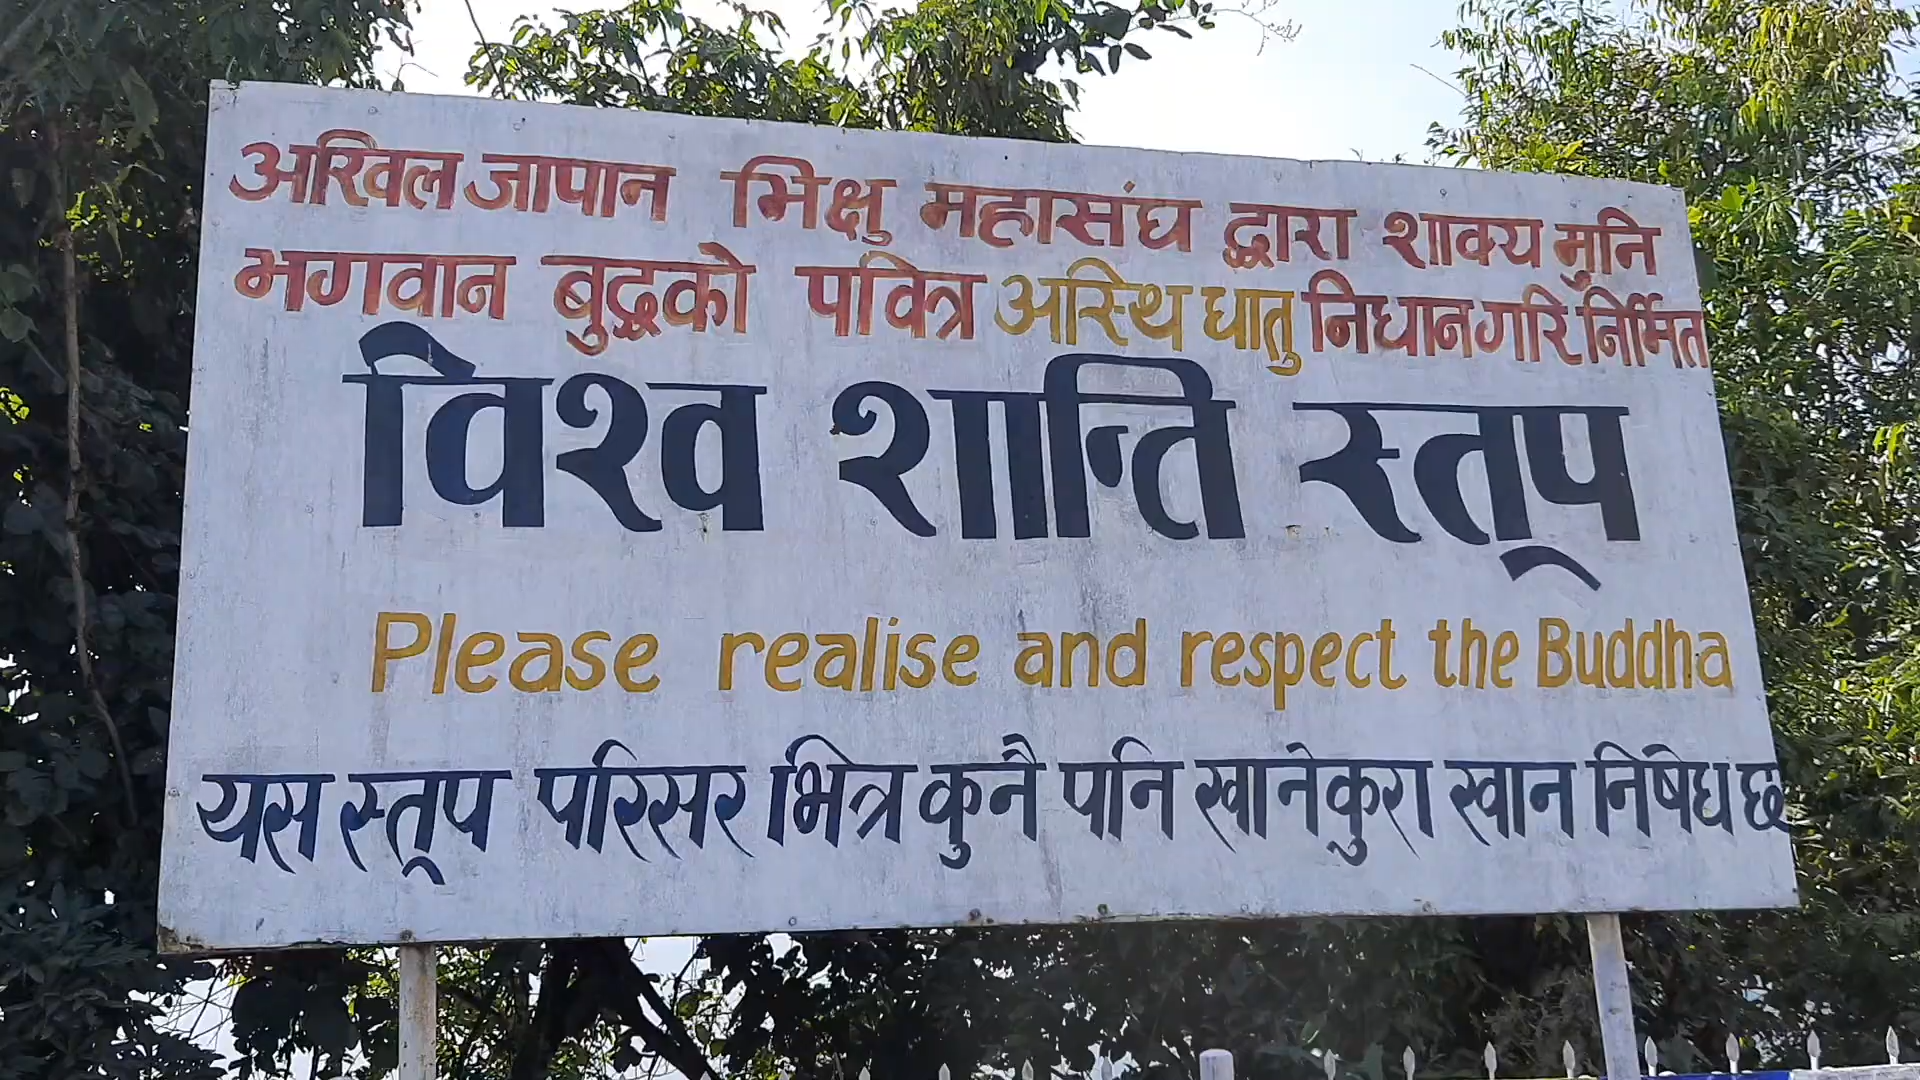 अखिल जापान भिक्षु महासंघ द्वारा शाक्य मुनि
भगवान बुद्धको पवित्र अस्थि धातु निधान गरि निर्मित
विश्व शान्ति स्तूप
Please realise and respect the Buddha
यस स्तूप परिसर भित्र कुनै पनि खानेकुरा खान निषेध छ